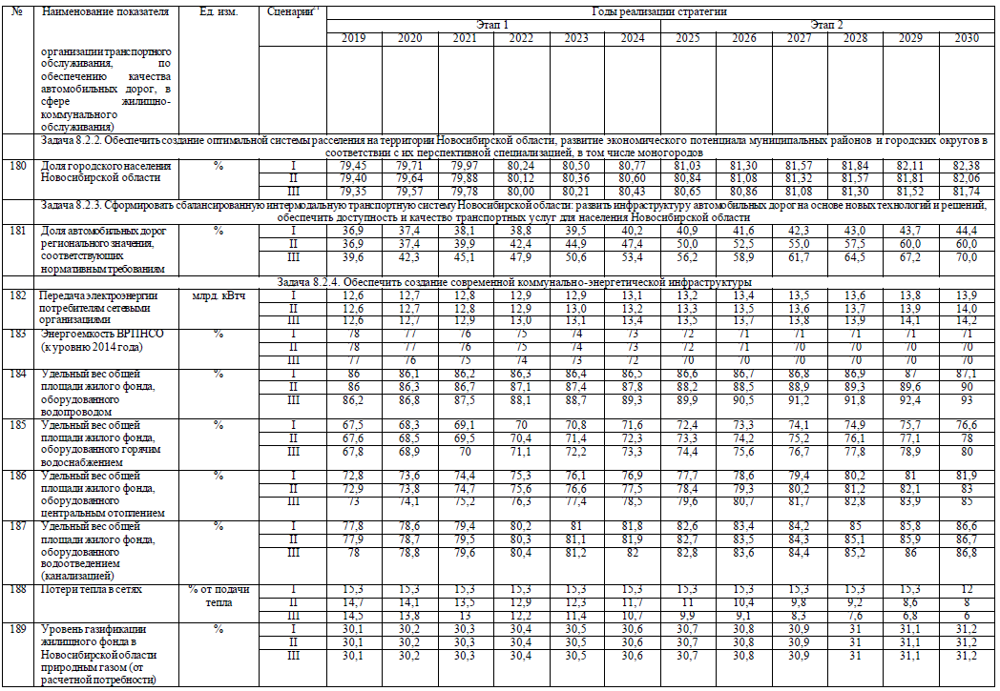 № Наименование показателя Ед. изм. Сценарии Годы реализации стратегии
Этап 1 Этап 2
2019 2020 2021 2022 2023 2024 2025 2026 2027 2028 2029 2030
организации транспортного
обслуживания, по
обеспечению качества
автомобильных дорог, в
сфере жилищно-
коммунального
обслуживания)
Задача 8.2.2. Обеспечить создание оптимальной системы расселения на территории Новосибирской области, развитие экономического потенциала муниципальных районов и городских округов в
соответствии с их перспективной специализацией, в том числе моногородов
180 Доля городского населения % I 79,45 79,71 79,97 80,24 80,50 80,77 81,03 81,30 81,57 81,84 82,11 82,38
Новосибирской области II 79,40 79,64 79,88 80,12 80,36 80,60 80,84 81,08 81,32 81,57 81,81 82,06
III 79,35 79,57 79,78 80,00 80,21 80,43 80,65 80,86 81,08 81,30 81,52 81,74
Задача 8.2.3. Сформировать сбалансированную интермодальную транспортную систему Новосибирской области: развить инфраструктуру автомобильных дорог на основе новых технологий и решений,
обеспечить доступность и качество транспортных услуг для населения Новосибирской области
181 Доля автомобильных дорог % I 36,9 37,4 38,1 38,8 39,5 40,2 40,9 41,6 42,3 43,0 43,7 44,4
регионального значения, II 36,9 37,4 39,9 42,4 44,9 47,4 50,0 52,5 55,0 57,5 60,0 60,0
соответствующих III 39,6 42,3 45,1 47,9 50,6 53,4 56,2 58,9 61,7 64,5 67,2 70,0
нормативным требованиям
Задача 8.2.4. Обеспечить создание современной коммунально-энергетической инфраструктуры
182 Передача электроэнергии млрд. кВтч I 12,6 12,7 12,8 12,9 12,9 13,1 13,2 13,4 13,5 13,6 13,8 13,9
потребителям сетевыми II 12,6 12,7 12,8 12,9 13,0 13,2 13,3 13,5 13,6 13,7 13,9 14,0
организациями III 12,6 12,7 12,9 13,0 13,1 13,4 13,5 13,7 13,8 13,9 14,1 14,2
183 Энергоемкость ВРП НСО % I 78 77 76 75 74 73 72 71 71 71 71 71
(к уровню 2014 года) II 78 77 76 75 74 73 72 71 70 70 70 70
III 77 76 75 74 73 72 70 70 70 70 70 70
184 Удельный вес общей % I 86 86,1 86,2 86,3 86,4 86,5 86,6 86,7 86,8 86,9 87 87,1
площади жилого фонда, II 86 86,3 86,7 87,1 87,4 87,8 88,2 88,5 88,9 89,3 89,6 90
оборудованного III 86,2 86,8 87,5 88,1 88,7 89,3 89,9 90,5 91,2 91,8 92,4 93
водопроводом
185 Удельный вес общей % I 67,5 68,3 69,1 70 70,8 71,6 72,4 73,3 74,1 74,9 75,7 76,6
площади жилого фонда, II 67,6 68,5 69,5 70,4 71,4 72,3 73,3 74,2 75,2 76,1 77,1 78
оборудованного горячим III 67,8 68,9 70 71,1 72,2 73,3 74,4 75,6 76,7 77,8 78,9 80
водоснабжением
186 Удельный вес общей % I 72,8 73,6 74,4 75,3 76,1 76,9 77,7 78,6 79,4 80,2 81 81,9
площади жилого фонда, II 72,9 73,8 74,7 75,6 76,6 77,5 78,4 79,3 80,2 81,2 82,1 83
оборудованного III 73 74,1 75,2 76,3 77,4 78,5 79,6 80,7 81,7 82,8 83,9 85
центральным отоплением
187 Удельный вес общей % I 77,8 78,6 79,4 80,2 81 81,8 82,6 83,4 84,2 85 85,8 86,6
площади жилого фонда, II 77,9 78,7 79,5 80,3 81,1 81,9 82,7 83,5 84,3 85,1 85,9 86,7
оборудованного III 78 78,8 79,6 80,4 81,2 82 82,8 83,6 84,4 85,2 86 86,8
водоотведением
(канализацией)
188 Потери тепла в сетях % от подачи I 15,3 15,3 15,3 15,3 15,3 15,3 15,3 15,3 15,3 15,3 15,3 12
тепла II 14,7 14,1 13,5 12,9 12,3 11,7 11 10,4 9,8 9,2 8,6 8
III 14,5 13,8 13 12,2 11,4 10,7 9,9 9,1 8,3 7,6 6,8 6
189 Уровень газификации % I 30,1 30,2 30,3 30,4 30,5 30,6 30,7 30,8 30,9 31 31,1 31,2
жилищного фонда в II 30,1 30,2 30,3 30,4 30,5 30,6 30,7 30,8 30,9 31 31,1 31,2
Новосибирской области III 30,1 30,2 30,3 30,4 30,5 30,6 30,7 30,8 30,9 31 31,1 31,2
природным газом (от
расчетной потребности)